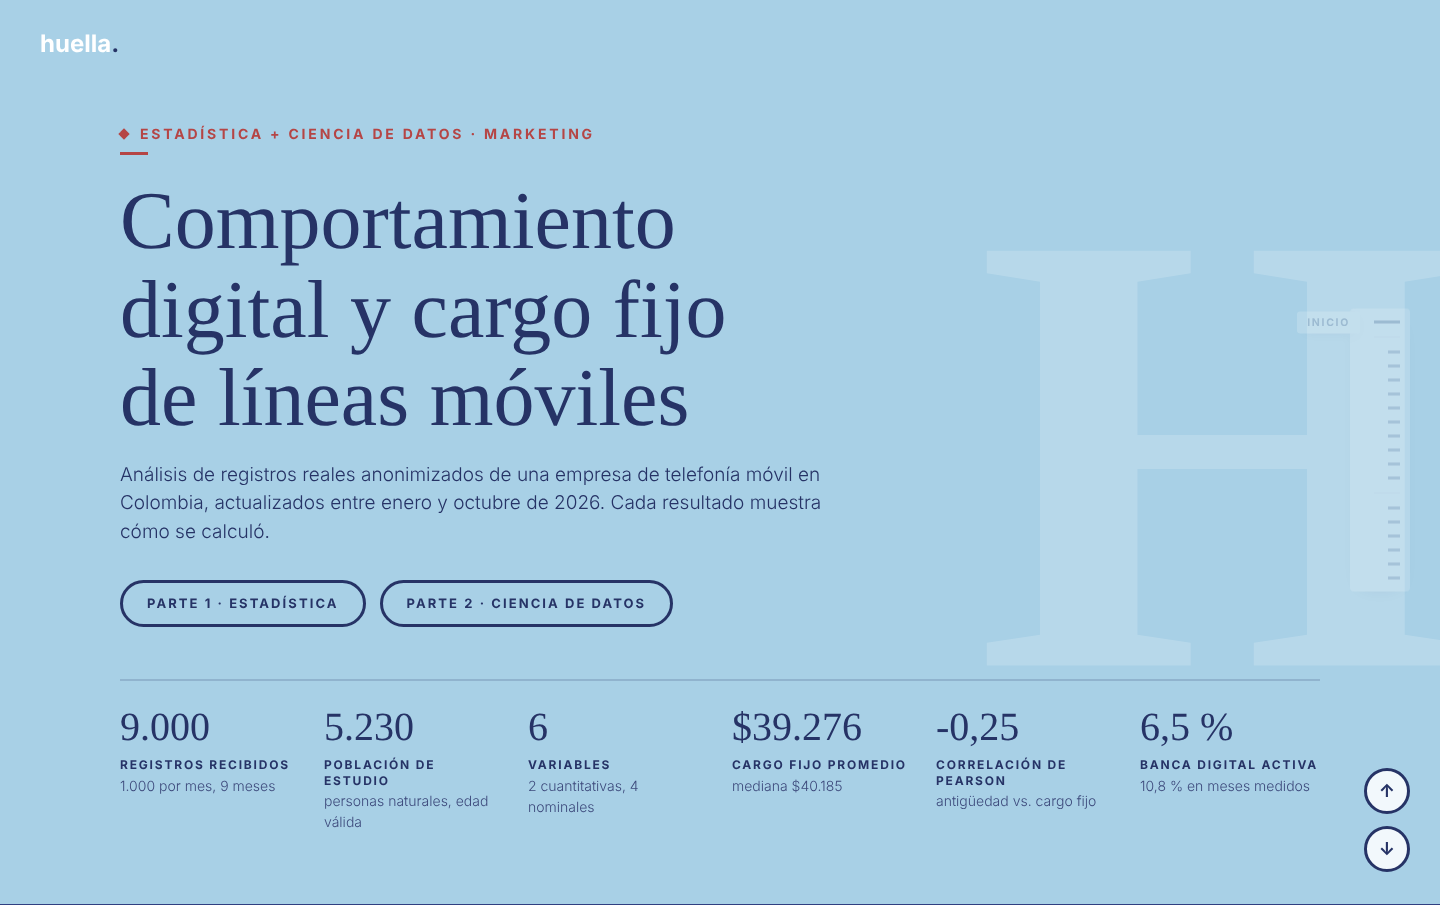 huella.
◆ ESTADÍSTICA + CIENCIA DE DATOS · MARKETING
Comportamiento
digital y cargo fijo
de líneas móviles
Análisis de registros reales anonimizados de una empresa de telefonía móvil en
Colombia, actualizados entre enero y octubre de 2026. Cada resultado muestra
cómo se calculó.
PARTE 1 · ESTADÍSTICA
PARTE 2 · CIENCIA DE DATOS
H
INICIO
9.000
REGISTROS RECIBIDOS
1.000 por mes, 9 meses
5.230
POBLACIÓN DE
ESTUDIO
personas naturales, edad
válida
6
VARIABLES
2 cuantitativas, 4
nominales
$39.276
CARGO FIJO PROMEDIO
mediana $40.185
-0,25
CORRELACIÓN DE
PEARSON
antigüedad vs. cargo fijo
6,5 %
BANCA DIGITAL ACTIVA
10,8 % en meses medidos
↑
↓